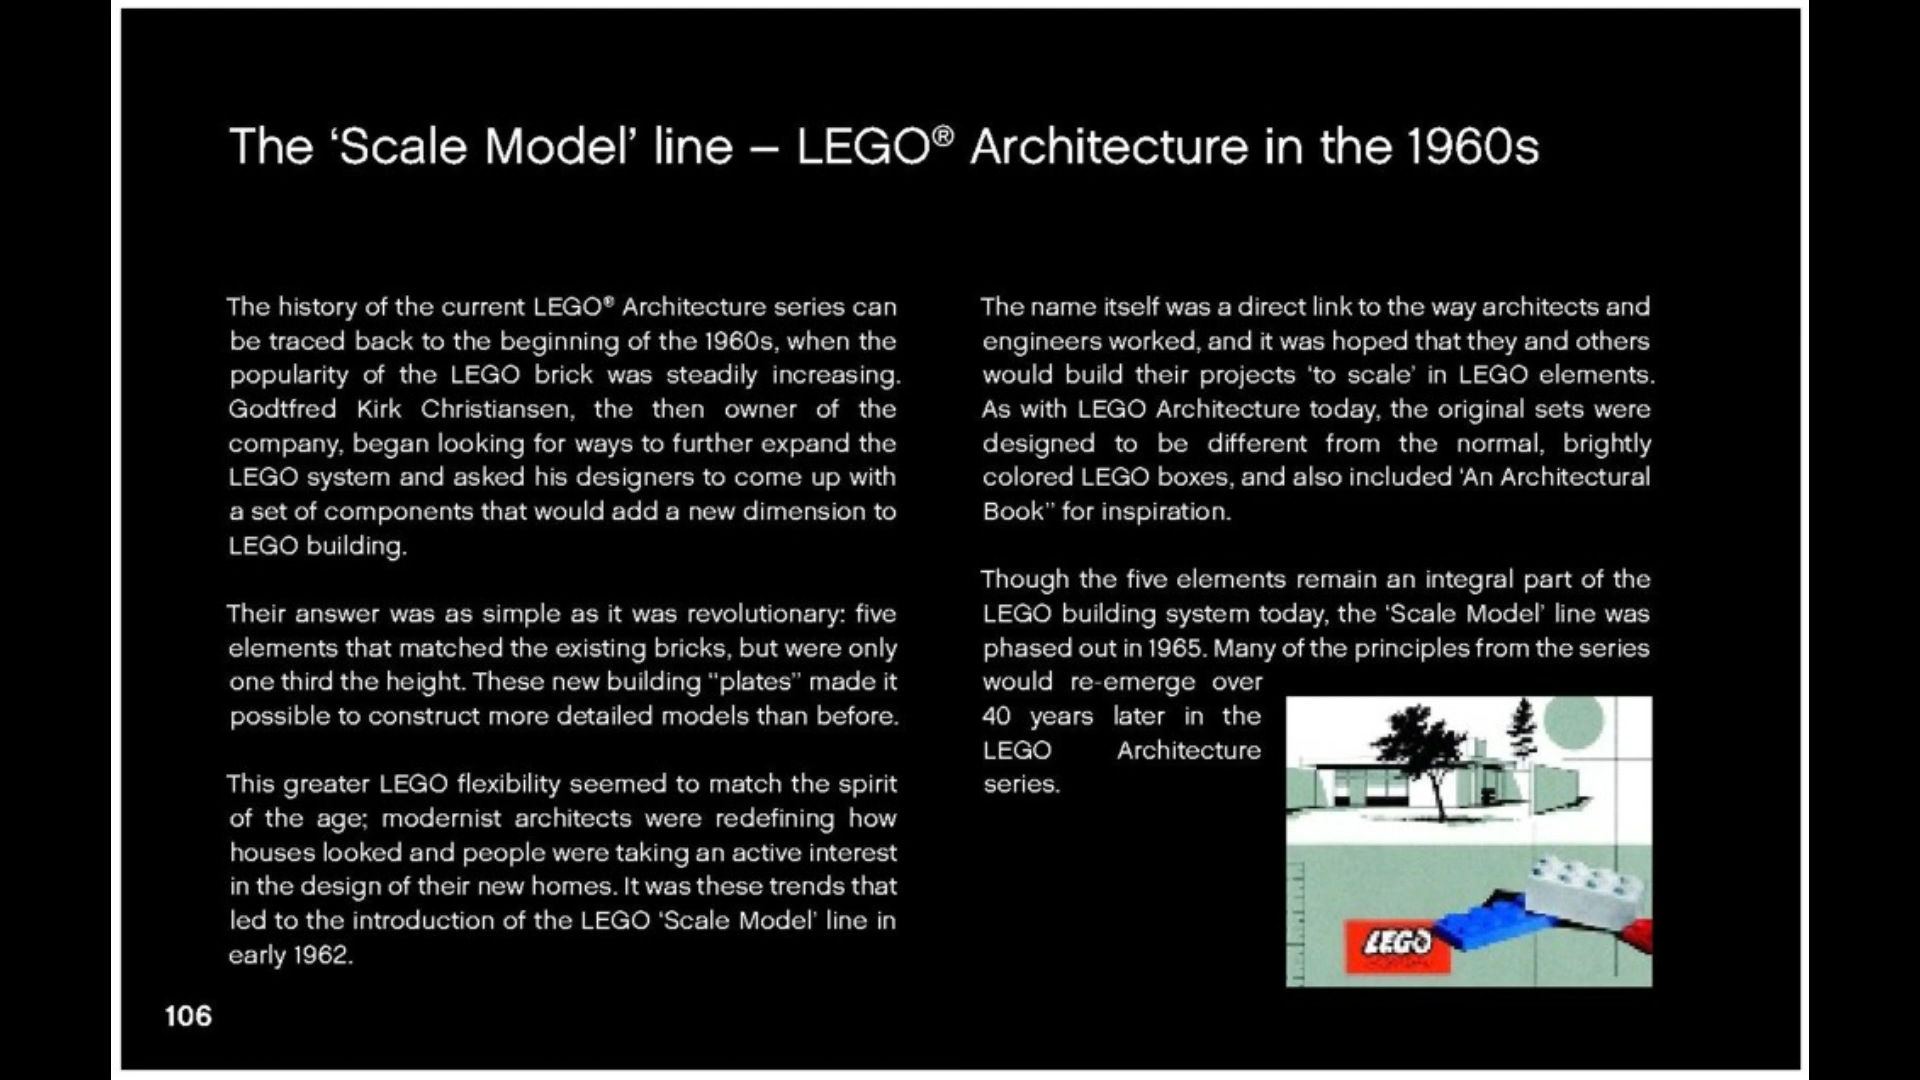 The ‘Scale Model’ line – LEGO® Architecture in the 1960s
The history of the current LEGO® Architecture series can
be traced back to the beginning of the 1960s, when the
popularity of the LEGO brick was steadily increasing.
Godtfred Kirk Christiansen, the then owner of the
company, began looking for ways to further expand the
LEGO system and asked his designers to come up with
a set of components that would add a new dimension to
LEGO building.
Their answer was as simple as it was revolutionary: five
elements that matched the existing bricks, but were only
one third the height. These new building “plates” made it
possible to construct more detailed models than before.
This greater LEGO flexibility seemed to match the spirit
of the age; modernist architects were redefining how
houses looked and people were taking an active interest
in the design of their new homes. It was these trends that
led to the introduction of the LEGO ‘Scale Model’ line in
early 1962.
The name itself was a direct link to the way architects and
engineers worked, and it was hoped that they and others
would build their projects ‘to scale’ in LEGO elements.
As with LEGO Architecture today, the original sets were
designed to be different from the normal, brightly
colored LEGO boxes, and also included ‘An Architectural
Book” for inspiration.
Though the five elements remain an integral part of the
LEGO building system today, the ‘Scale Model’ line was
phased out in 1965. Many of the principles from the series
would re-emerge over
40 years later in the
LEGO Architecture
series.
LEGO
106